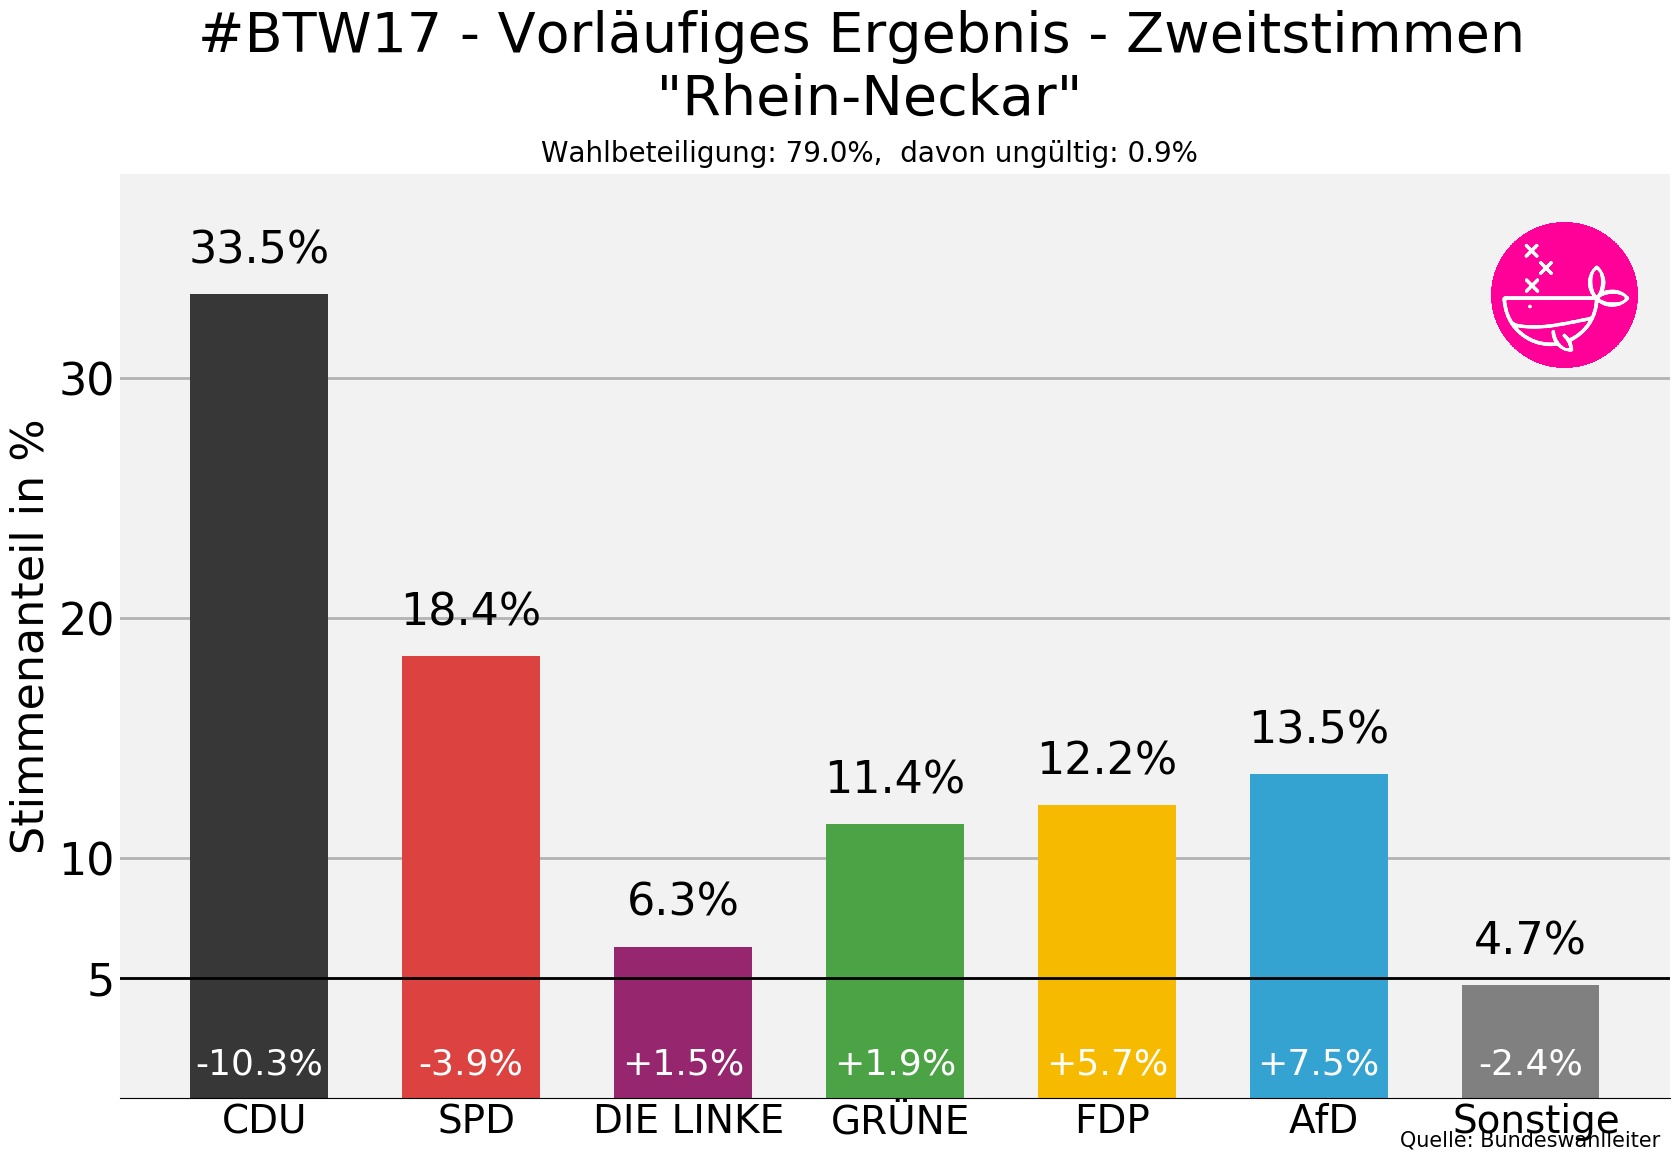 #BTW17 - Vorläufiges Ergebnis - Zweitstimmen
"Rhein-Neckar"
Wahlbeteiligung: 79.0%,  davon ungültig: 0.9%
Stimmenanteil in %
30
20
10
5
33.5%
18.4%
6.3%
11.4%
12.2%
13.5%
4.7%
-10.3%
-3.9%
+1.5%
+1.9%
+5.7%
+7.5%
-2.4%
CDU
SPD
DIE LINKE
GRÜNE
FDP
AfD
Sonstige
Quelle: Bundeswahlleiter